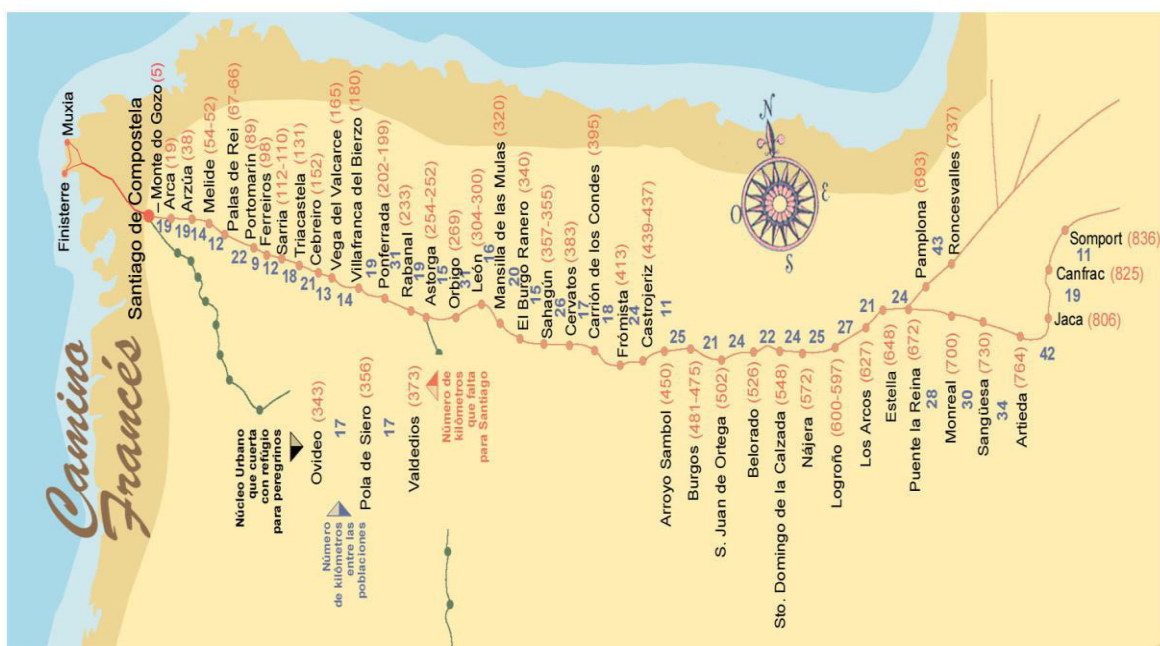 Camino
Francés
Finisterre
Muxia
Santiago de Compostela
Monte do Gozo (5)
Arca (19)
19
Arzúa (38)
19
Melide (54-52)
14
Palas de Rei (67-66)
12
Portomarín (89)
22
Ferreiros (98)
9
Sarria (112-110)
12
Triacastela (131)
18
Cebreiro (152)
21
Vega del Valcarce (165)
13
Villafranca del Bierzo (180)
14
Ponferrada (202-199)
19
Rabanal (233)
31
Astorga (254-252)
19
Orbigo (269)
15
León (304-300)
31
Mansilla de las Mulas (320)
16
El Burgo Ranero (340)
20
Sahagún (357-355)
15
Cervatos (383)
26
Carrión de los Condes (395)
17
Frómista (413)
18
Castrojeriz (439-437)
24
Arroyo Sambol (450)
11
Burgos (481-475)
25
S. Juan de Ortega (502)
21
Belorado (526)
24
Sto. Domingo de la Calzada (548)
22
Nájera (572)
24
Logroño (600-597)
25
Los Arcos (627)
27
Estella (648)
21
Puente la Reina (672)
24
Pamplona (693)
Roncesvalles (737)
43
Monreal (700)
28
Sangüesa (730)
30
Artieda (764)
34
Jaca (806)
42
Canfrac (825)
19
Somport (836)
11
Núcleo Urbano
que cuerta
con refúgio
para peregrinos
Número
de kilómetros
entre las
poblaciones
Número de
kilómetros
que falta
para Santiago
Ovideo (343)
17
Pola de Siero (356)
17
Valdedios (373)
N
E
S
O